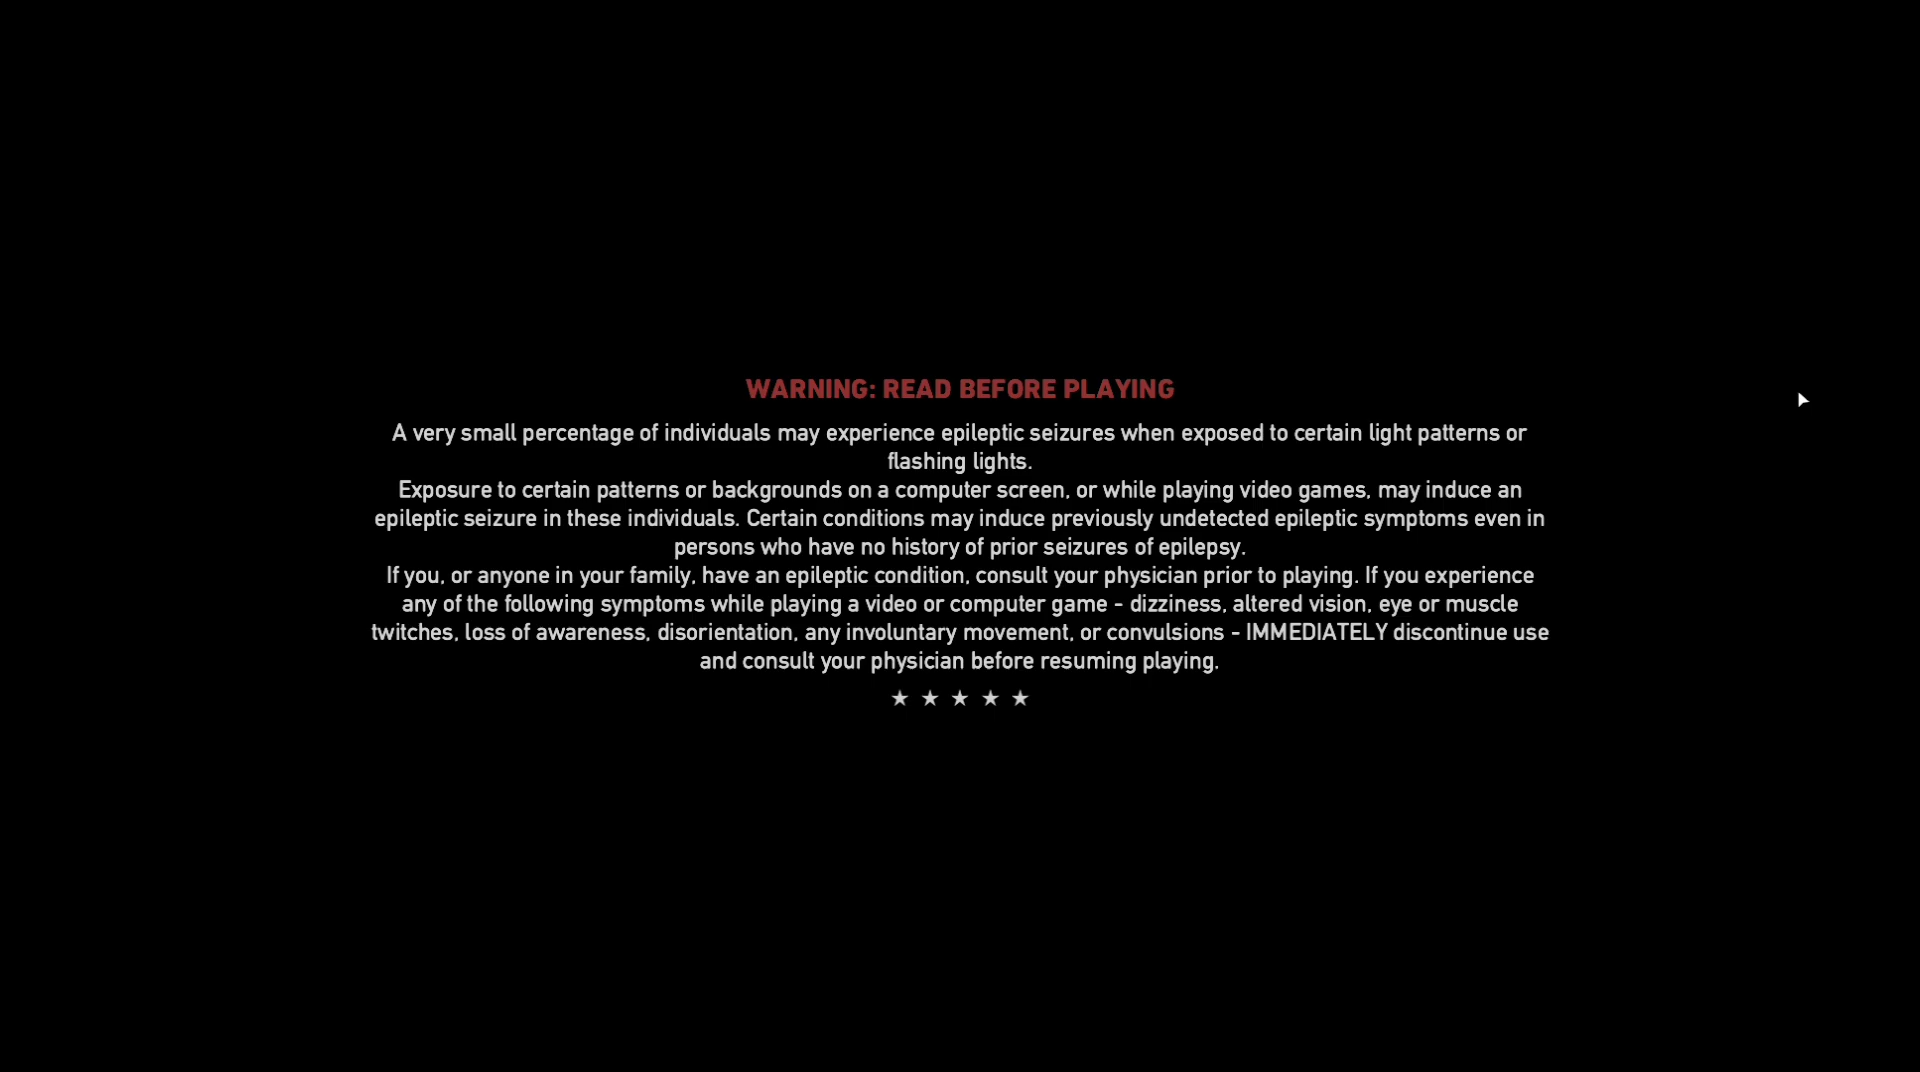 WARNING: READ BEFORE PLAYING
A very small percentage of individuals may experience epileptic seizures when exposed to certain light patterns or
flashing lights.
Exposure to certain patterns or backgrounds on a computer screen, or while playing video games, may induce an
epileptic seizure in these individuals. Certain conditions may induce previously undetected epileptic symptoms even in
persons who have no history of prior seizures of epilepsy.
If you, or anyone in your family, have an epileptic condition, consult your physician prior to playing. If you experience
any of the following symptoms while playing a video or computer game - dizziness, altered vision, eye or muscle
twitches, loss of awareness, disorientation, any involuntary movement, or convulsions - IMMEDIATELY discontinue use
and consult your physician before resuming playing.
★ ★ ★ ★ ★